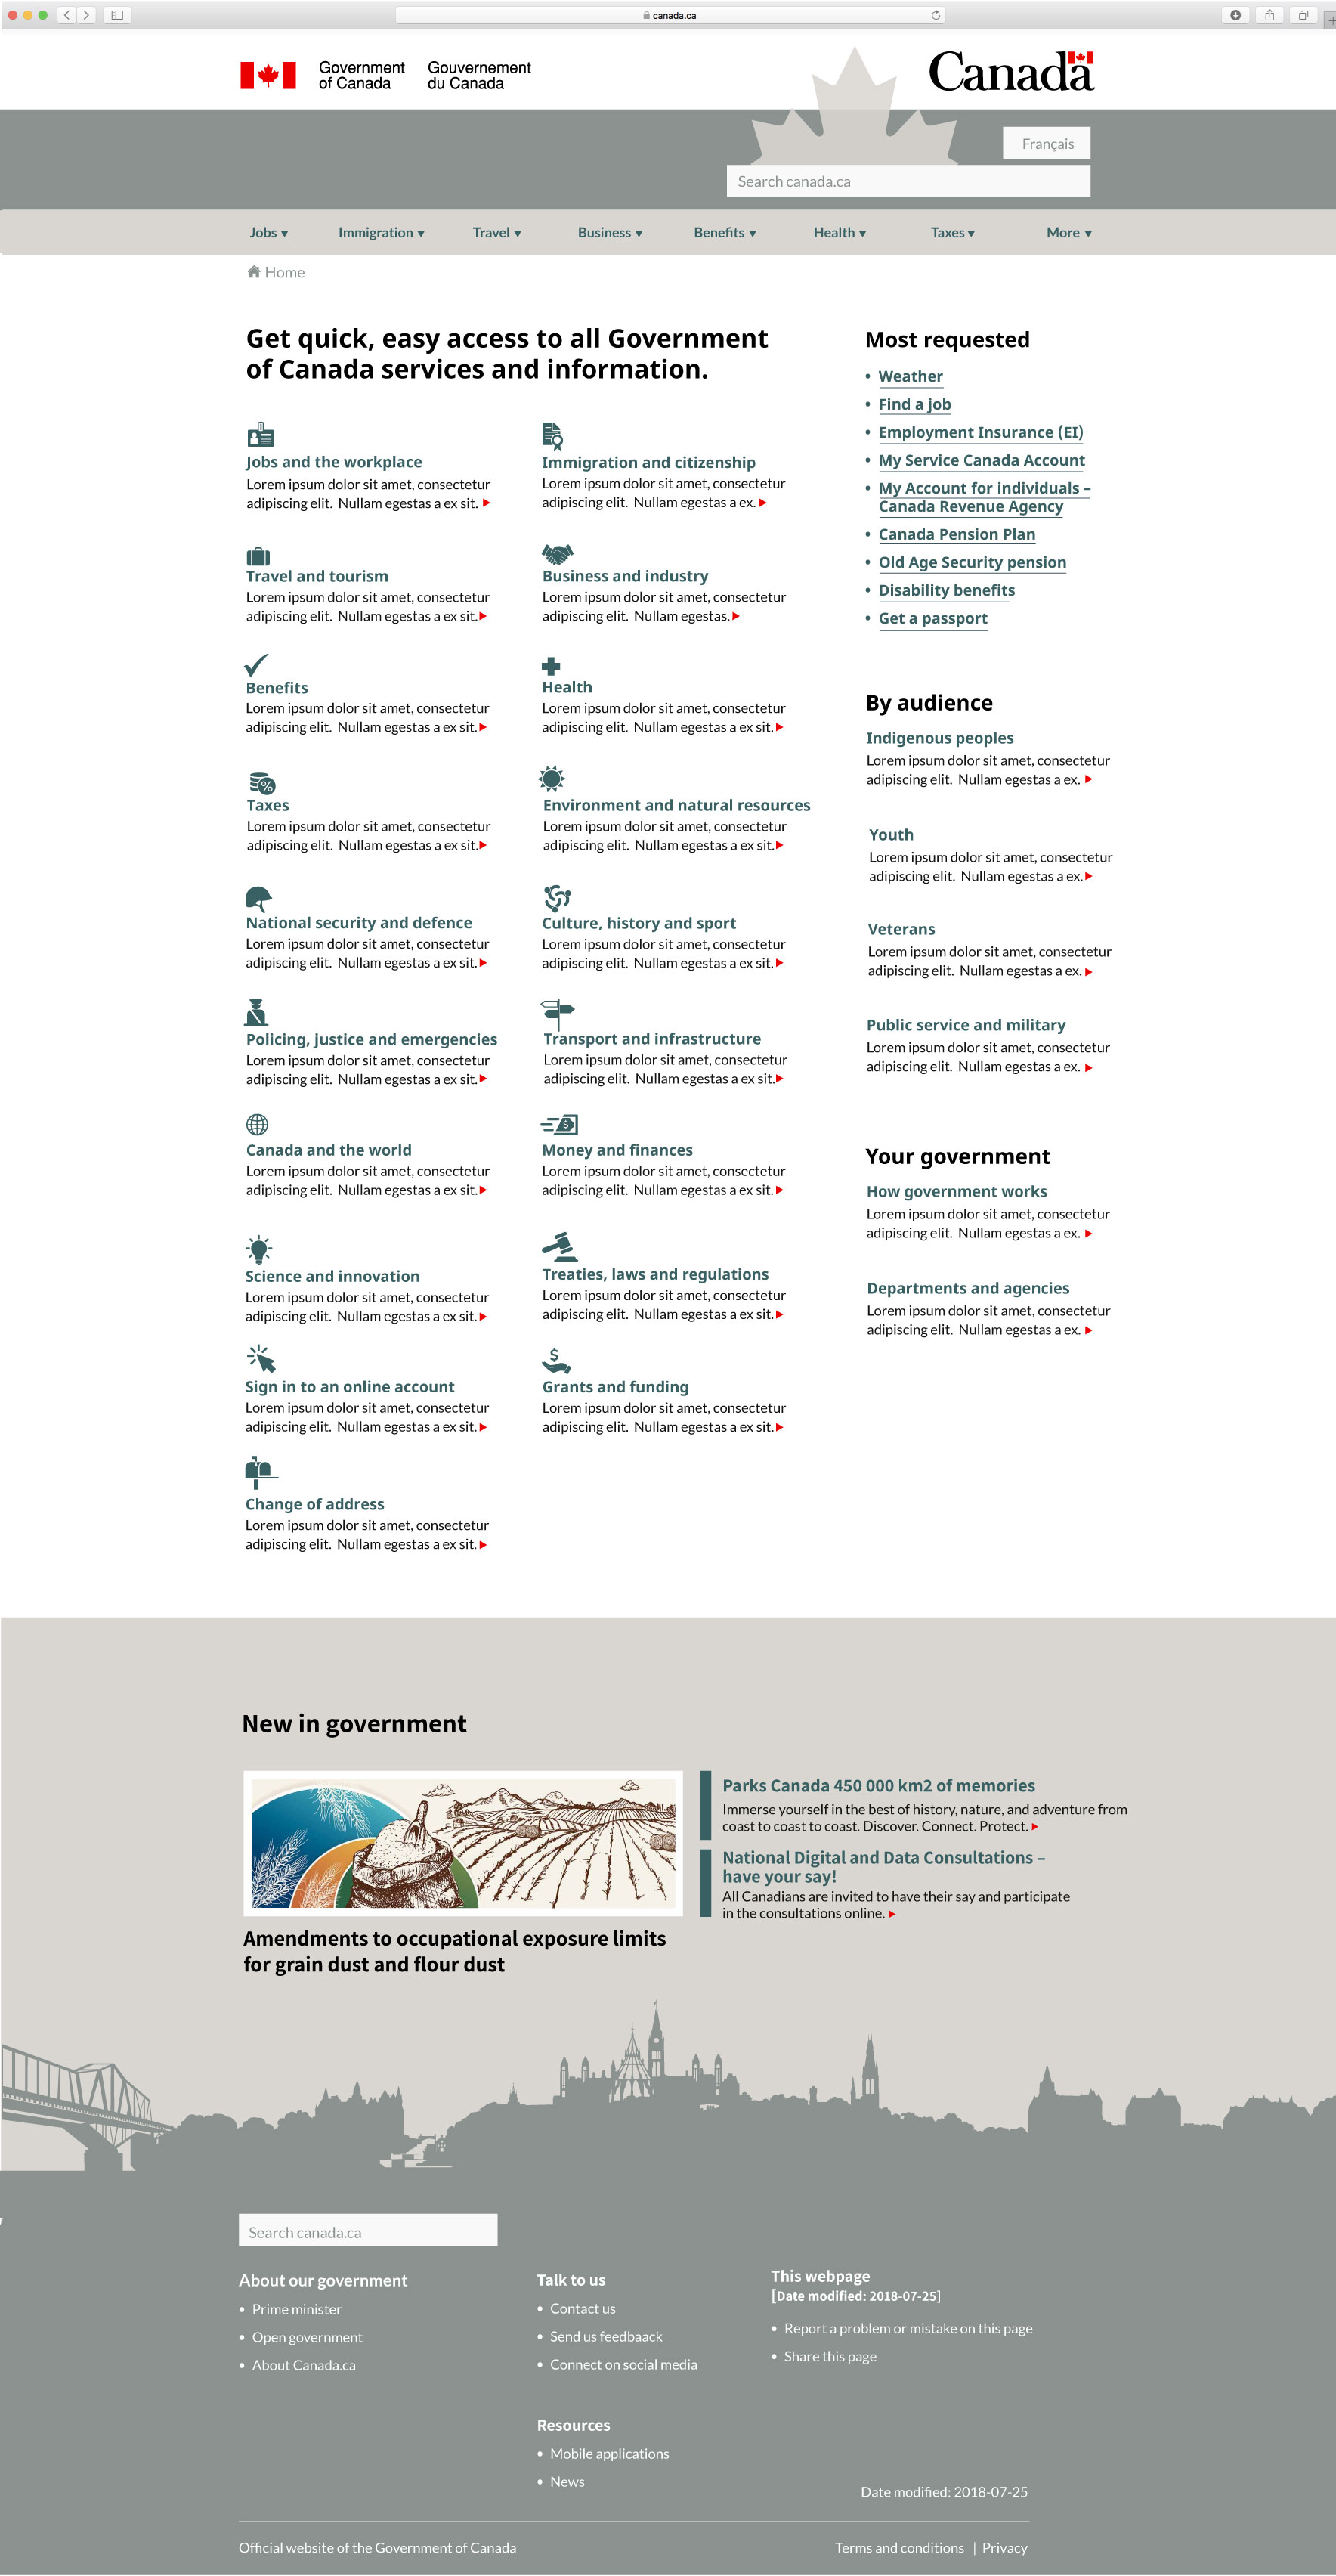 canada.ca
Government
of Canada
Gouvernement
du Canada
Canada
Français
Search canada.ca
Jobs ▼ Immigration ▼ Travel ▼ Business ▼ Benefits ▼ Health ▼ Taxes ▼ More ▼
Home
Get quick, easy access to all Government
of Canada services and information.
Jobs and the workplace
Lorem ipsum dolor sit amet, consectetur
adipiscing elit. Nullam egestas a ex sit.
Immigration and citizenship
Lorem ipsum dolor sit amet, consectetur
adipiscing elit. Nullam egestas a ex.
Travel and tourism
Lorem ipsum dolor sit amet, consectetur
adipiscing elit. Nullam egestas a ex sit.
Business and industry
Lorem ipsum dolor sit amet, consectetur
adipiscing elit. Nullam egestas.
Benefits
Lorem ipsum dolor sit amet, consectetur
adipiscing elit. Nullam egestas a ex sit.
Health
Lorem ipsum dolor sit amet, consectetur
adipiscing elit. Nullam egestas a ex sit.
Taxes
Lorem ipsum dolor sit amet, consectetur
adipiscing elit. Nullam egestas a ex sit.
Environment and natural resources
Lorem ipsum dolor sit amet, consectetur
adipiscing elit. Nullam egestas a ex sit.
National security and defence
Lorem ipsum dolor sit amet, consectetur
adipiscing elit. Nullam egestas a ex sit.
Culture, history and sport
Lorem ipsum dolor sit amet, consectetur
adipiscing elit. Nullam egestas a ex sit.
Policing, justice and emergencies
Lorem ipsum dolor sit amet, consectetur
adipiscing elit. Nullam egestas a ex sit.
Transport and infrastructure
Lorem ipsum dolor sit amet, consectetur
adipiscing elit. Nullam egestas a ex sit.
Canada and the world
Lorem ipsum dolor sit amet, consectetur
adipiscing elit. Nullam egestas a ex sit.
Money and finances
Lorem ipsum dolor sit amet, consectetur
adipiscing elit. Nullam egestas a ex sit.
Science and innovation
Lorem ipsum dolor sit amet, consectetur
adipiscing elit. Nullam egestas a ex sit.
Treaties, laws and regulations
Lorem ipsum dolor sit amet, consectetur
adipiscing elit. Nullam egestas a ex sit.
Sign in to an online account
Lorem ipsum dolor sit amet, consectetur
adipiscing elit. Nullam egestas a ex sit.
Grants and funding
Lorem ipsum dolor sit amet, consectetur
adipiscing elit. Nullam egestas a ex sit.
Change of address
Lorem ipsum dolor sit amet, consectetur
adipiscing elit. Nullam egestas a ex sit.
Most requested
• Weather
• Find a job
• Employment Insurance (EI)
• My Service Canada Account
• My Account for individuals –
Canada Revenue Agency
• Canada Pension Plan
• Old Age Security pension
• Disability benefits
• Get a passport
By audience
Indigenous peoples
Lorem ipsum dolor sit amet, consectetur
adipiscing elit. Nullam egestas a ex.
Youth
Lorem ipsum dolor sit amet, consectetur
adipiscing elit. Nullam egestas a ex.
Veterans
Lorem ipsum dolor sit amet, consectetur
adipiscing elit. Nullam egestas a ex.
Public service and military
Lorem ipsum dolor sit amet, consectetur
adipiscing elit. Nullam egestas a ex.
Your government
How government works
Lorem ipsum dolor sit amet, consectetur
adipiscing elit. Nullam egestas a ex.
Departments and agencies
Lorem ipsum dolor sit amet, consectetur
adipiscing elit. Nullam egestas a ex.
New in government
Amendments to occupational exposure limits
for grain dust and flour dust
Parks Canada 450 000 km2 of memories
Immerse yourself in the best of history, nature, and adventure from
coast to coast to coast. Discover. Connect. Protect.
National Digital and Data Consultations –
have your say!
All Canadians are invited to have their say and participate
in the consultations online.
Search canada.ca
About our government
• Prime minister
• Open government
• About Canada.ca
Talk to us
• Contact us
• Send us feedbaack
• Connect on social media
Resources
• Mobile applications
• News
This webpage
[Date modified: 2018-07-25]
• Report a problem or mistake on this page
• Share this page
Date modified: 2018-07-25
Official website of the Government of Canada
Terms and conditions | Privacy